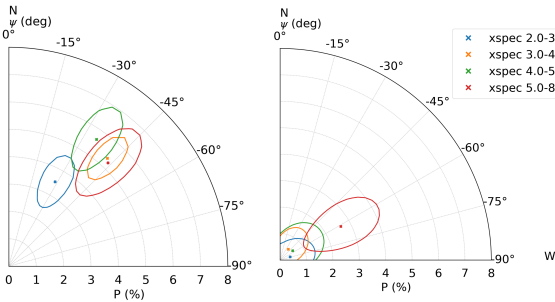 N
ψ (deg)
0°
-15°
-30°
-45°
-60°
-75°
-90°
0 1 2 3 4 5 6 7 8
P (%)
N
ψ (deg)
0°
-15°
-30°
-45°
-60°
-75°
-90°
W
0 1 2 3 4 5 6 7 8
P (%)
xspec 2.0-3
xspec 3.0-4
xspec 4.0-5
xspec 5.0-8